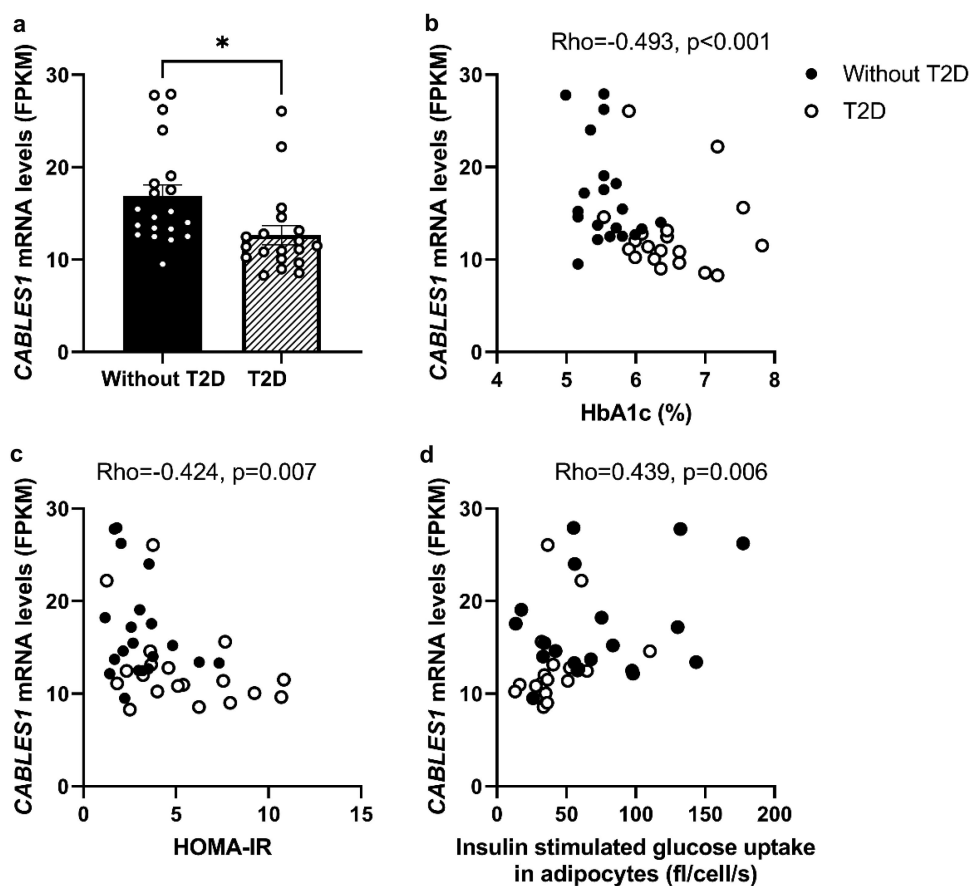 a
*
CABLES1 mRNA levels (FPKM)
30
20
10
0
Without T2D
T2D
b
Rho=-0.493, p<0.001
CABLES1 mRNA levels (FPKM)
30
20
10
0
4 5 6 7 8
HbA1c (%)
Without T2D
T2D
c
Rho=-0.424, p=0.007
CABLES1 mRNA levels (FPKM)
30
20
10
0
0 5 10 15
HOMA-IR
d
Rho=0.439, p=0.006
CABLES1 mRNA levels (FPKM)
30
20
10
0
0 50 100 150 200
Insulin stimulated glucose uptake
in adipocytes (fl/cell/s)